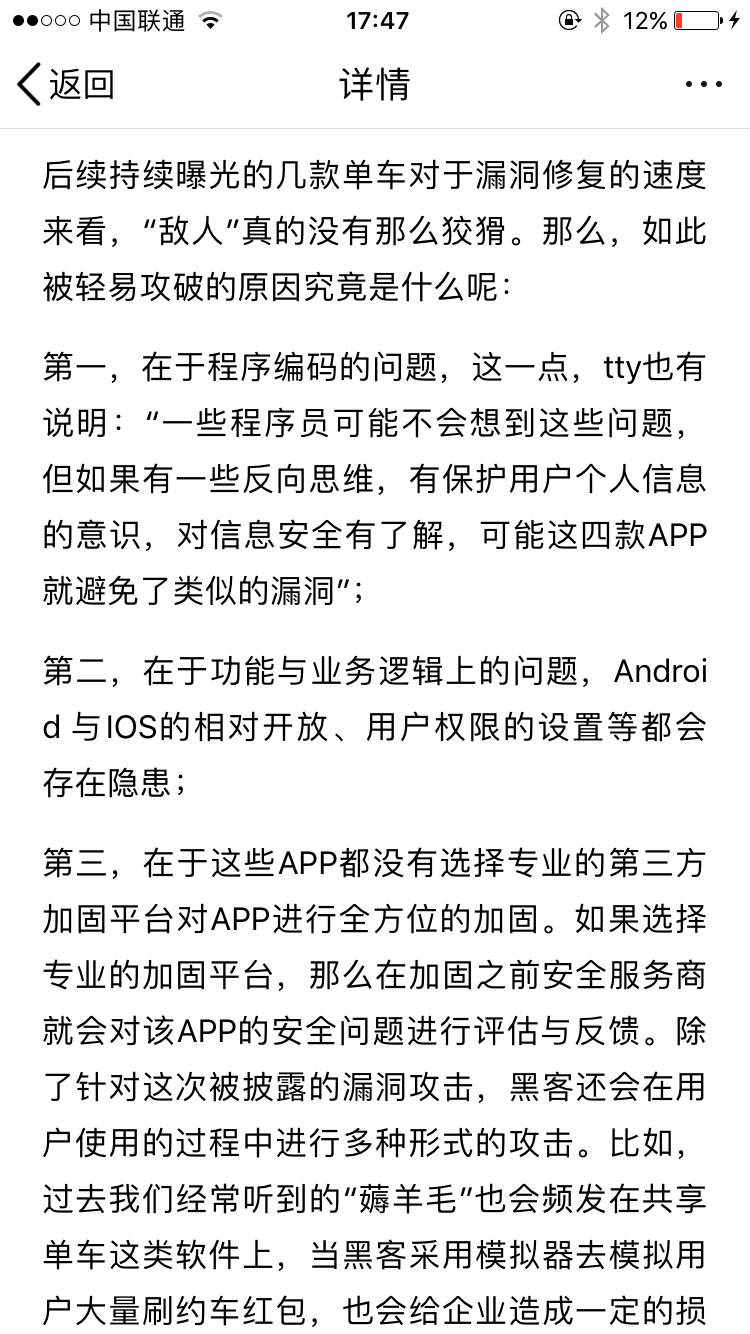 中国联通 17:47 12%
返回 详情 ...
后续持续曝光的几款单车对于漏洞修复的速度
来看，“敌人”真的没有那么狡猾。那么，如此
被轻易攻破的原因究竟是什么呢：
第一，在于程序编码的问题，这一点，tty也有
说明：“一些程序员可能不会想到这些问题，
但如果有一些反向思维，有保护用户个人信息
的意识，对信息安全有了解，可能这四款APP
就避免了类似的漏洞”；
第二，在于功能与业务逻辑上的问题，Androi
d 与IOS的相对开放、用户权限的设置等都会
存在隐患；
第三，在于这些APP都没有选择专业的第三方
加固平台对APP进行全方位的加固。如果选择
专业的加固平台，那么在加固之前安全服务商
就会对该APP的安全问题进行评估与反馈。除
了针对这次被披露的漏洞攻击，黑客还会在用
户使用的过程中进行多种形式的攻击。比如，
过去我们经常听到的“薅羊毛”也会频发在共享
单车这类软件上，当黑客采用模拟器去模拟用
户大量刷约车红包，也会给企业造成一定的损